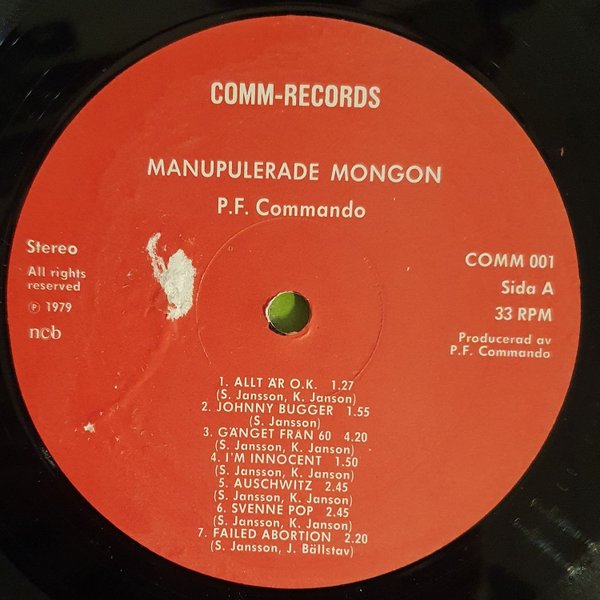 COMM-RECORDS
MANUPULERADE MONGON
P.F. Commando
Stereo
All rights
reserved
℗ 1979
ncb
COMM 001
Sida A
33 RPM
Producerad av
P.F. Commando
1. ALLT ÄR O.K. 1.27
(S. Jansson, K. Janson)
2. JOHNNY BUGGER 1.55
(S. Jansson)
3. GÄNGET FRÅN 60 4.20
(S. Jansson, K. Janson)
4. I'M INNOCENT 1.50
(S. Jansson, K. Janson)
5. AUSCHWITZ 2.45
(S. Jansson, K. Janson)
6. SVENNE POP 2.45
(S. Jansson, K. Janson)
7. FAILED ABORTION 2.20
(S. Jansson, J. Bällstav)